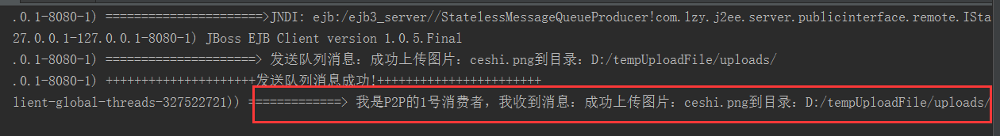 .0.1-8080-1) ======================>JNDI: ejb:/ejb3_server//StatelessMessageQueueProducer!com.lzy.j2ee.server.publicinterface.remote.ISta
27.0.0.1-127.0.0.1-8080-1) JBoss EJB Client version 1.0.5.Final
.0.1-8080-1) =====================> 发送队列消息：成功上传图片：ceshi.png到目录：D:/tempUploadFile/uploads/
.0.1-8080-1) +++++++++++++++++++++发送队列消息成功!+++++++++++++++++++++++
lient-global-threads-327522721)) =============> 我是P2P的1号消费者，我收到消息：成功上传图片：ceshi.png到目录：D:/tempUploadFile/uploads/